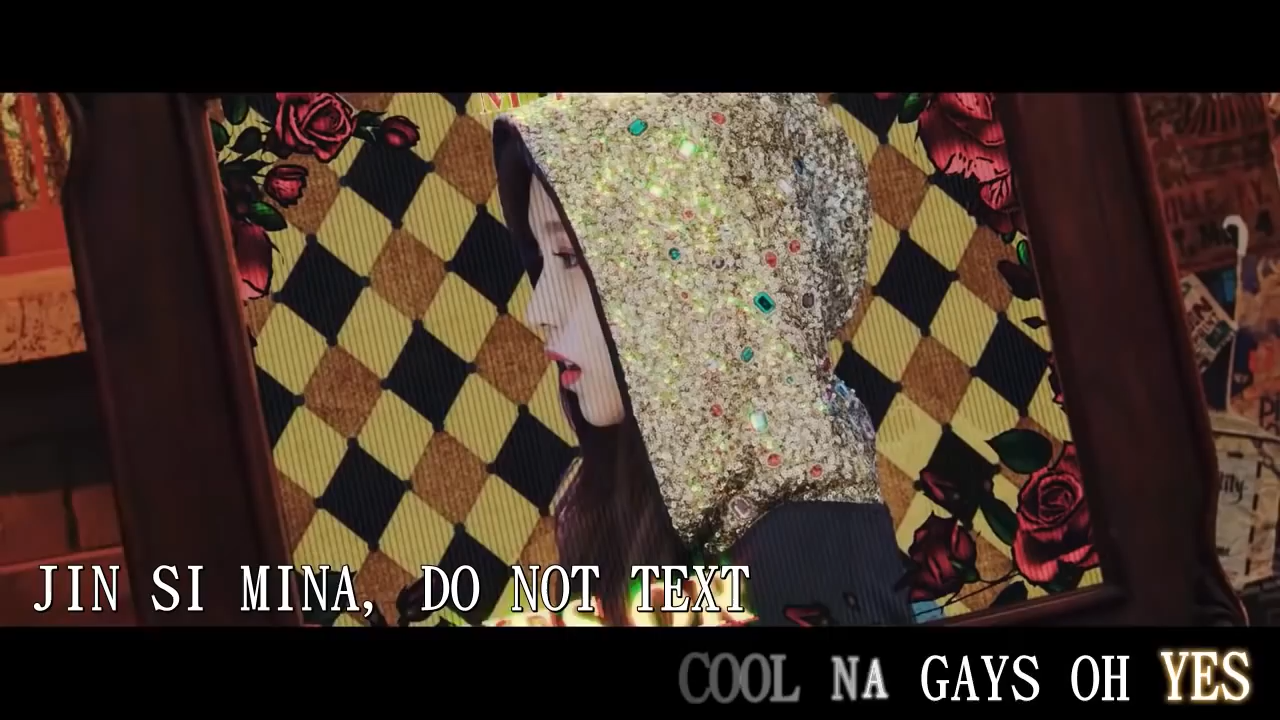 JIN SI MINA, DO NOT TEXT
COOL NA GAYS OH YES